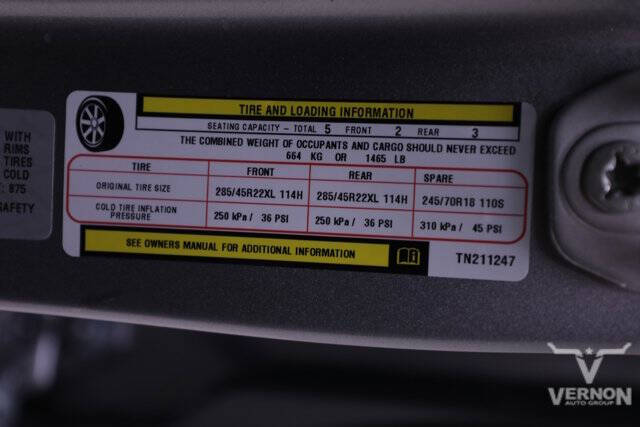 WITH
RIMS
TIRES
COLD
: 875
SAFETY
TIRE AND LOADING INFORMATION
SEATING CAPACITY - TOTAL 5 FRONT 2 REAR 3
THE COMBINED WEIGHT OF OCCUPANTS AND CARGO SHOULD NEVER EXCEED
664 KG OR 1465 LB
TIRE FRONT REAR SPARE
ORIGINAL TIRE SIZE 285/45R22XL 114H 285/45R22XL 114H 245/70R18 110S
COLD TIRE INFLATION
PRESSURE 250 kPa / 36 PSI 250 kPa / 36 PSI 310 kPa / 45 PSI
SEE OWNERS MANUAL FOR ADDITIONAL INFORMATION
TN211247
VERNON
AUTO GROUP